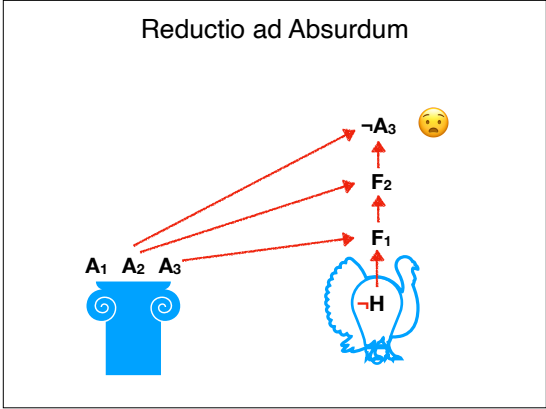 Reductio ad Absurdum
¬A₃
F₂
F₁
A₁ A₂ A₃
¬H